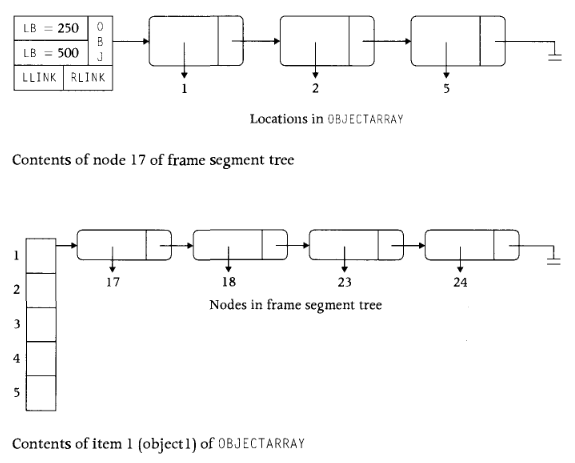 LB = 250
LB = 500
OBJ
LLINK RLINK
1 2 5
Locations in OBJECTARRAY
Contents of node 17 of frame segment tree
1
2
3
4
5
17 18 23 24
Nodes in frame segment tree
Contents of item 1 (object1) of OBJECTARRAY